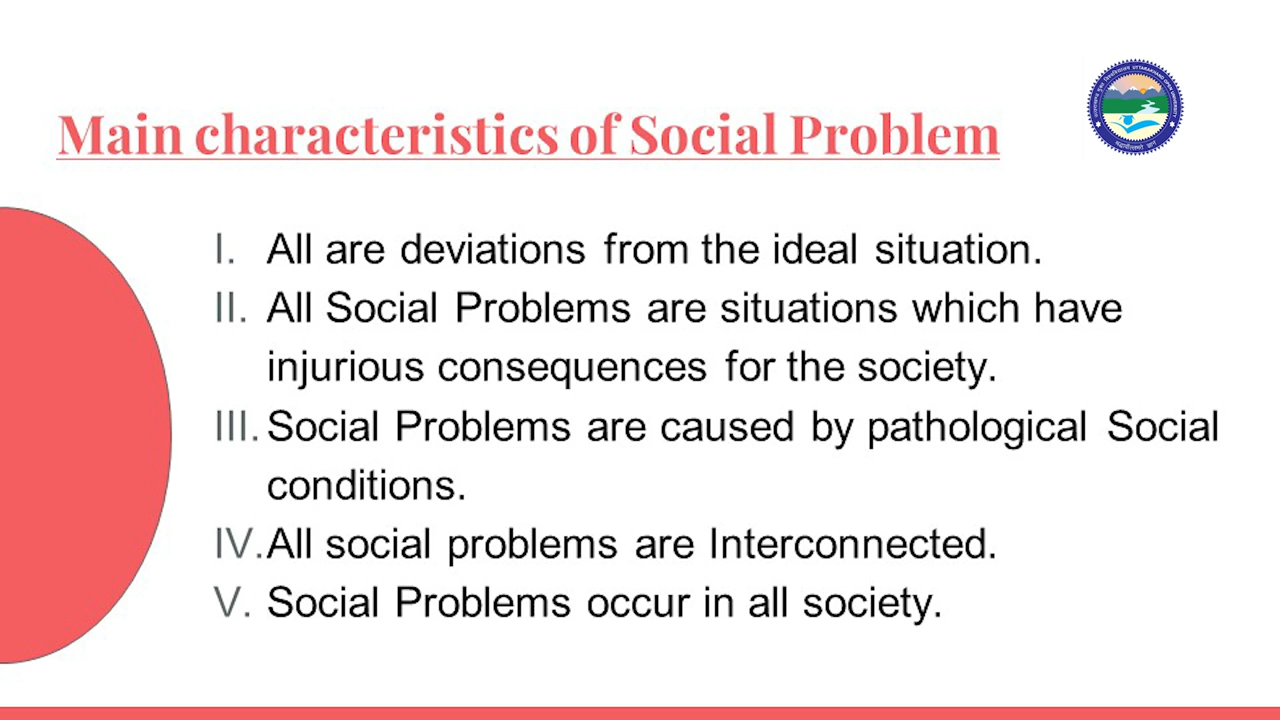 Main characteristics of Social Problem
I. All are deviations from the ideal situation.
II. All Social Problems are situations which have
injurious consequences for the society.
III. Social Problems are caused by pathological Social
conditions.
IV. All social problems are Interconnected.
V. Social Problems occur in all society.